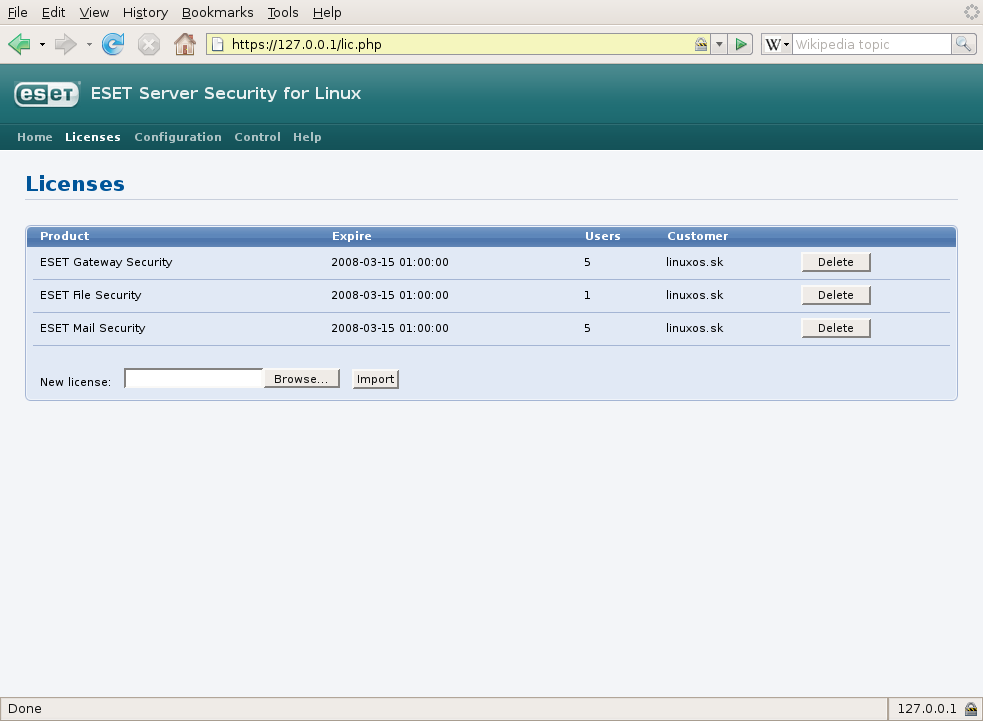 File Edit View History Bookmarks Tools Help
https://127.0.0.1/lic.php W Wikipedia topic
eset ESET Server Security for Linux
Home Licenses Configuration Control Help
Licenses
Product Expire Users Customer
ESET Gateway Security 2008-03-15 01:00:00 5 linuxos.sk Delete
ESET File Security 2008-03-15 01:00:00 1 linuxos.sk Delete
ESET Mail Security 2008-03-15 01:00:00 5 linuxos.sk Delete
New license: Browse... Import
Done 127.0.0.1